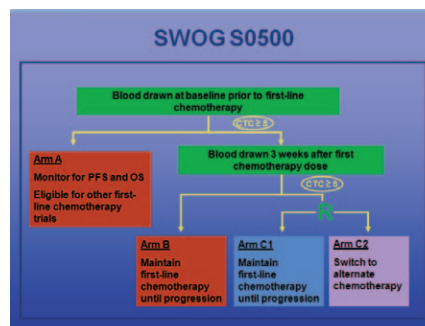 SWOG S0500
Blood drawn at baseline prior to first-line
chemotherapy
CTC ≥ 5
Arm A
Monitor for PFS and OS
Eligible for other first-
line chemotherapy
trials
Blood drawn 3 weeks after first
chemotherapy dose
CTC ≥ 5
R
Arm B
Maintain
first-line
chemotherapy
until progression
Arm C1
Maintain
first-line
chemotherapy
until progression
Arm C2
Switch to
alternate
chemotherapy